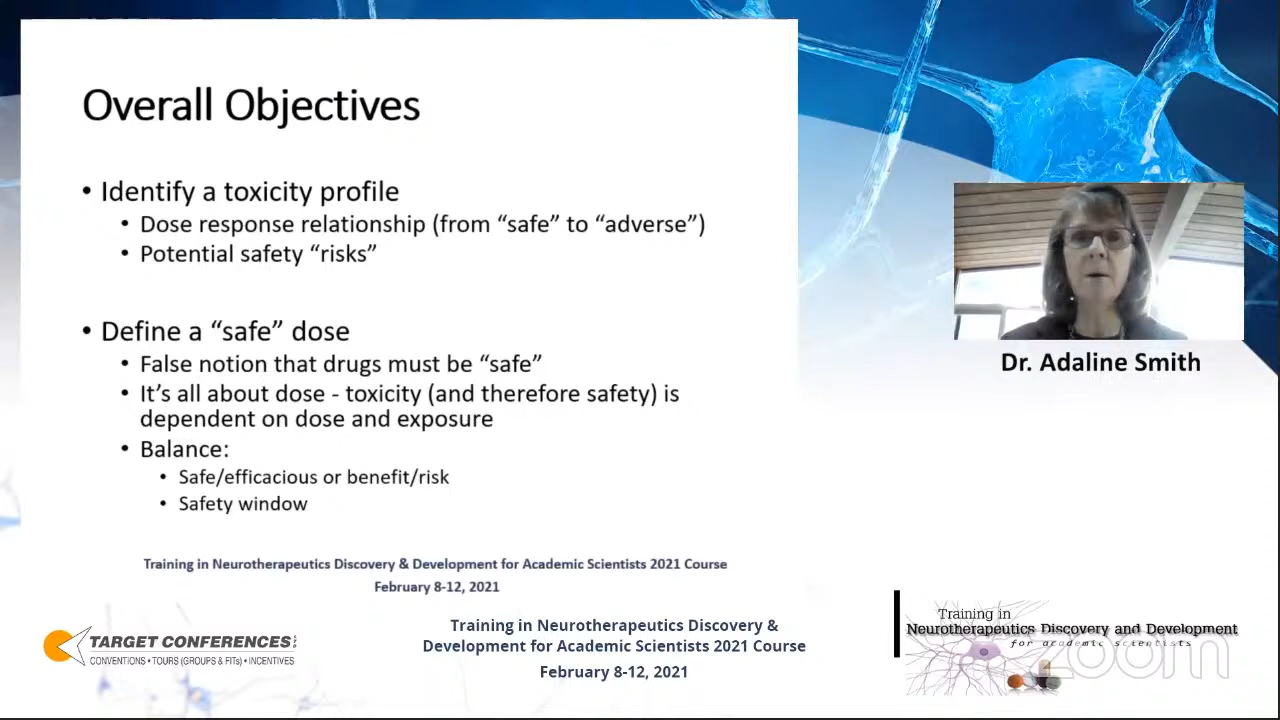 Overall Objectives
• Identify a toxicity profile
• Dose response relationship (from “safe” to “adverse”)
• Potential safety “risks”
• Define a “safe” dose
• False notion that drugs must be “safe”
• It’s all about dose - toxicity (and therefore safety) is
dependent on dose and exposure
• Balance:
• Safe/efficacious or benefit/risk
• Safety window
Training in Neurotherapeutics Discovery & Development for Academic Scientists 2021 Course
February 8-12, 2021
Dr. Adaline Smith
TARGET CONFERENCES
CONVENTIONS • TOURS (GROUPS & FITs) • INCENTIVES
Training in Neurotherapeutics Discovery &
Development for Academic Scientists 2021 Course
February 8-12, 2021
Training in
Neurotherapeutics Discovery and Development
for academic scientists
zoom